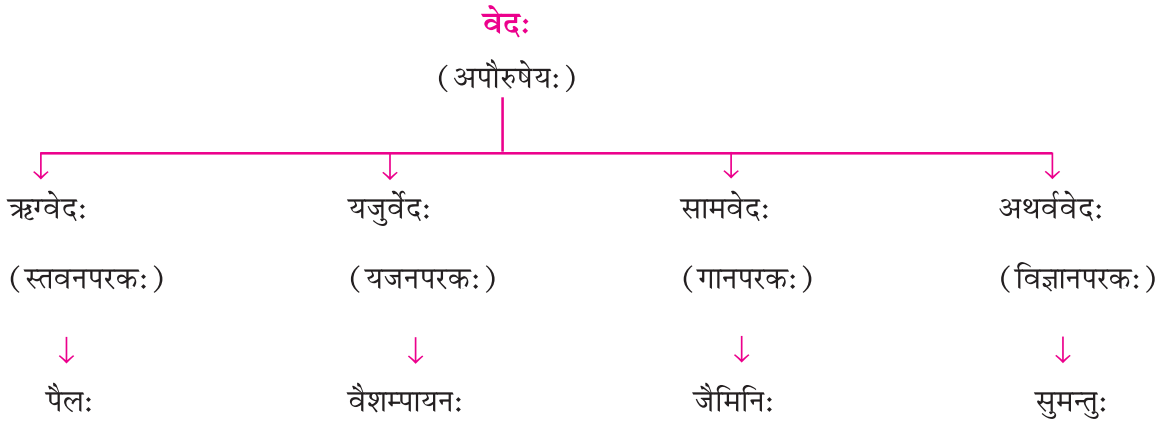 वेदः
(अपौरुषेयः)
ऋग्वेदः यजुर्वेदः सामवेदः अथर्ववेदः
(स्तवनपरकः) (यजनपरकः) (गानपरकः) (विज्ञानपरकः)
पैलः वैशम्पायनः जैमिनिः सुमन्तुः